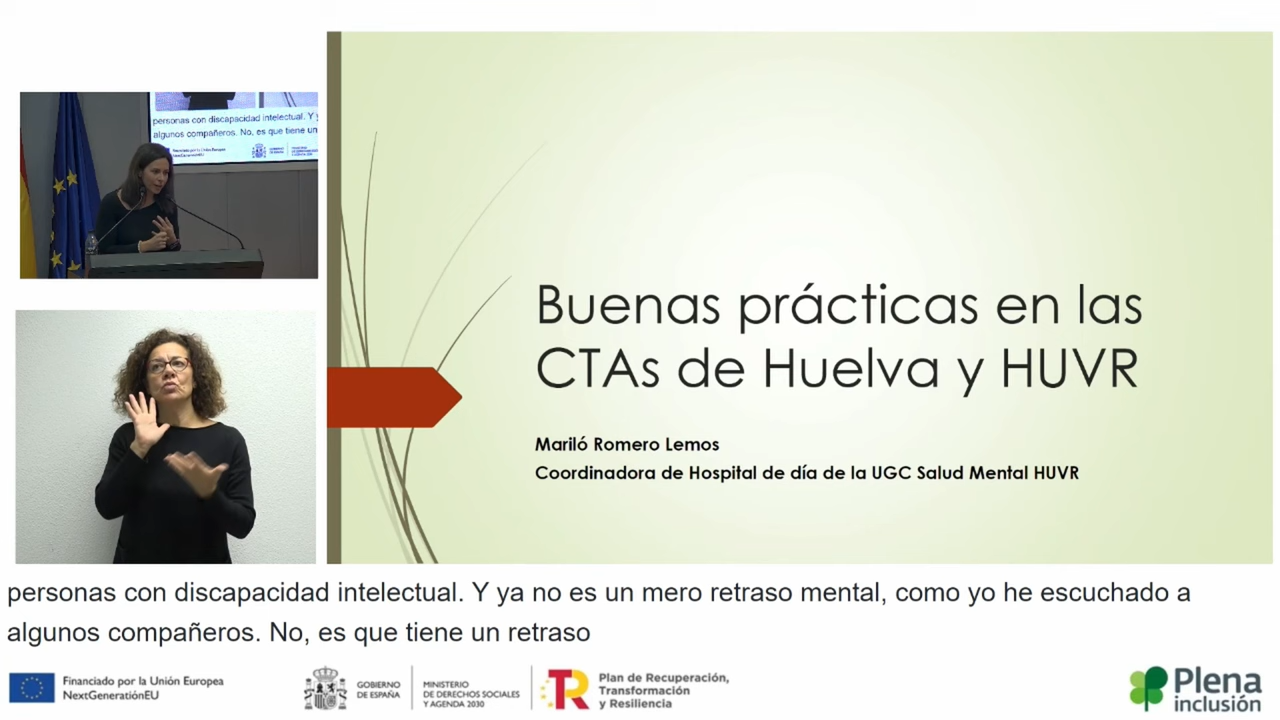 personas con discapacidad intelectual. Y y
algunos compañeros. No, es que tiene un
Buenas prácticas en las
CTAs de Huelva y HUVR
Mariló Romero Lemos
Coordinadora de Hospital de día de la UGC Salud Mental HUVR
personas con discapacidad intelectual. Y ya no es un mero retraso mental, como yo he escuchado a
algunos compañeros. No, es que tiene un retraso
Financiado por la Unión Europea
NextGenerationEU
GOBIERNO
DE ESPAÑA
MINISTERIO
DE DERECHOS SOCIALES
Y AGENDA 2030
Plan de Recuperación,
Transformación
y Resiliencia
Plena
inclusión